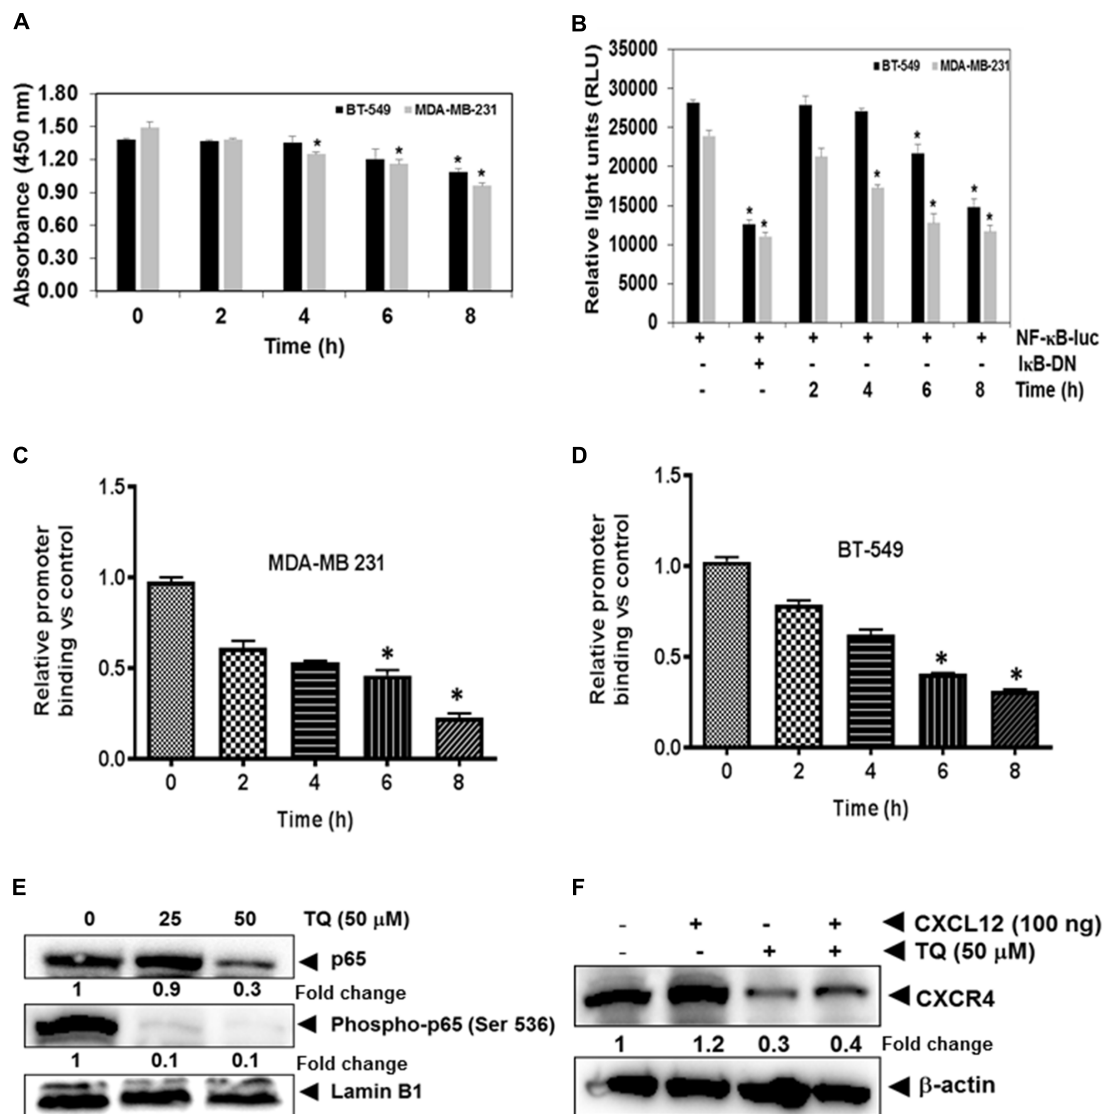 A
Absorbance (450 nm)
1.80
1.50
1.20
0.90
0.60
0.30
0.00
BT-549 MDA-MB-231
* * * *
*
0 2 4 6 8
Time (h)
B
Relative light units (RLU)
35000
30000
25000
20000
15000
10000
5000
0
BT-549 MDA-MB-231
* * * * * * *
+ + + + + + NF-κB-luc
- + - - - - IκB-DN
- - 2 4 6 8 Time (h)
C
Relative promoter
binding vs control
1.5
1.0
0.5
0.0
MDA-MB 231
* *
0 2 4 6 8
Time (h)
D
Relative promoter
binding vs control
1.5
1.0
0.5
0.0
BT-549
* *
0 2 4 6 8
Time (h)
E
0 25 50 TQ (50 μM)
p65
1 0.9 0.3 Fold change
Phospho-p65 (Ser 536)
1 0.1 0.1 Fold change
Lamin B1
F
- + - + CXCL12 (100 ng)
- - + + TQ (50 μM)
CXCR4
1 1.2 0.3 0.4 Fold change
β-actin